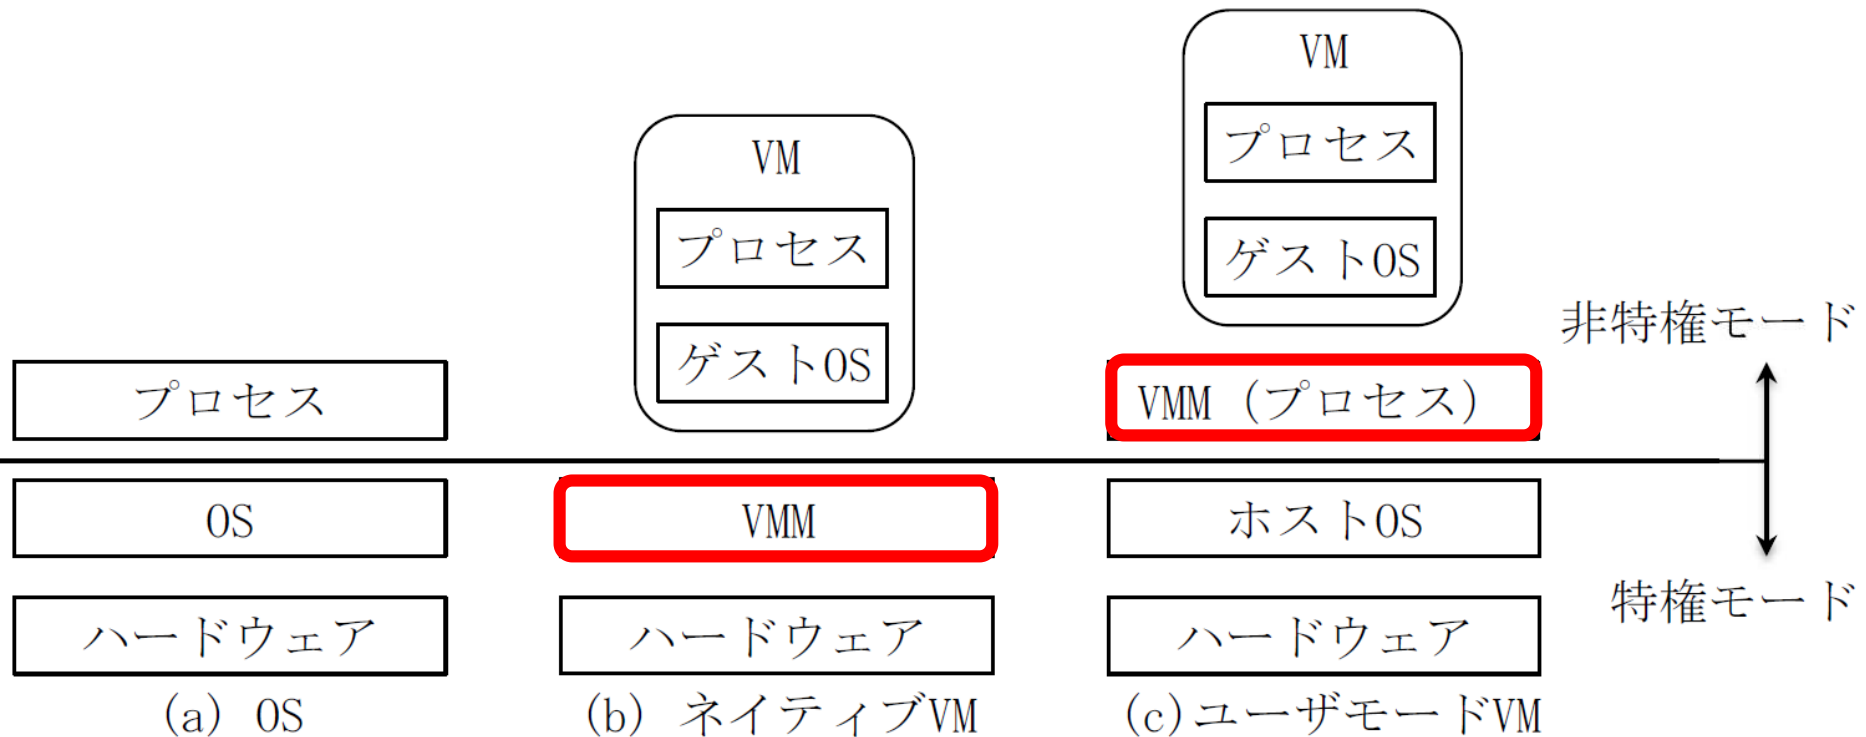 VM
プロセス
ゲストOS
VM
プロセス
ゲストOS
非特権モード
プロセス
VMM (プロセス)
OS
VMM
ホストOS
特権モード
ハードウェア
ハードウェア
ハードウェア
(a) OS
(b) ネイティブVM
(c)ユーザモードVM